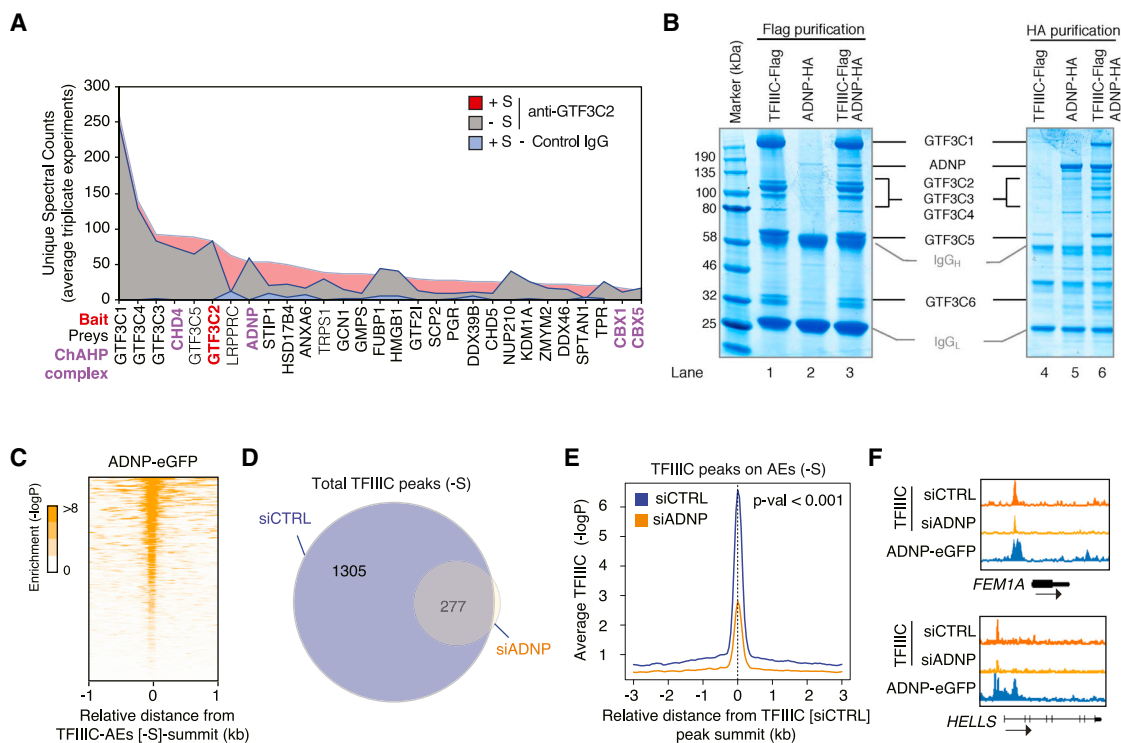 A
Unique Spectral Counts
(average triplicate experiments)
300
250
200
150
100
50
0
+ S
- S
anti-GTF3C2
+ S - Control IgG
Bait
Preys
ChAHP
complex
GTF3C1
GTF3C4
GTF3C3
CHD4
GTF3C5
GTF3C2
LRPPRC
ADNP
STIP1
HSD17B4
ANXA6
TRPS1
GCN1
GMPS
FUBP1
HMGB1
GTF2I
SCP2
PGR
DDX39B
CHD5
NUP210
KDM1A
ZMYM2
DDX46
SPTAN1
TPR
CBX1
CBX5
B
Flag purification
HA purification
Marker (kDa)
TFIIIC-Flag
ADNP-HA
TFIIIC-Flag
ADNP-HA
TFIIIC-Flag
ADNP-HA
TFIIIC-Flag
ADNP-HA
190
135
100
80
58
46
32
25
GTF3C1
ADNP
GTF3C2
GTF3C3
GTF3C4
GTF3C5
IgGH
GTF3C6
IgGL
Lane 1 2 3 4 5 6
C
ADNP-eGFP
Enrichment (-logP)
>8
0
-1 0 1
Relative distance from
TFIIIC-AEs [-S]-summit (kb)
D
Total TFIIIC peaks (-S)
siCTRL
1305
277
siADNP
E
TFIIIC peaks on AEs (-S)
siCTRL
siADNP
p-val < 0.001
Average TFIIIC (-logP)
6
5
4
3
2
1
-3 -2 -1 0 1 2 3
Relative distance from TFIIIC [siCTRL]
peak summit (kb)
F
TFIIIC
siCTRL
siADNP
ADNP-eGFP
FEM1A
TFIIIC
siCTRL
siADNP
ADNP-eGFP
HELLS